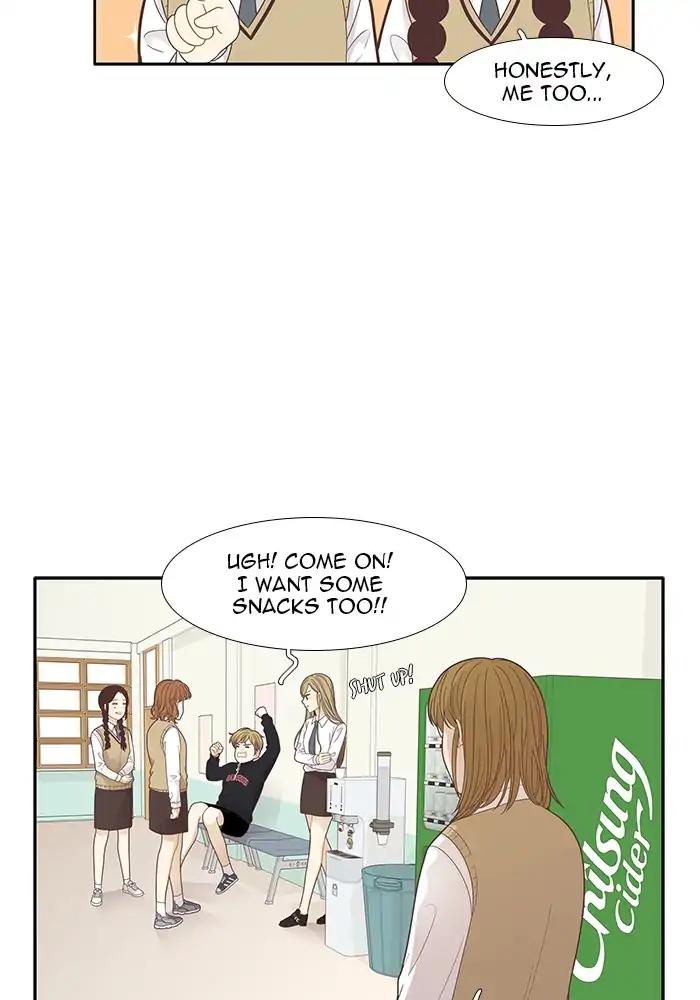 HONESTLY,
ME TOO...
UGH! COME ON!
I WANT SOME
SNACKS TOO!!
SHUT UP!
Chilsung
Cider